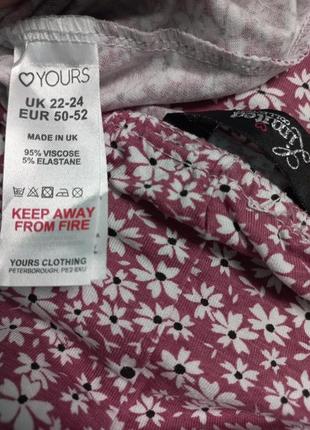 ♡YOURS
UK 22-24
EUR 50-52
MADE IN UK
95% VISCOSE
5% ELASTANE
KEEP AWAY
FROM FIRE
YOURS CLOTHING
PETERBOROUGH, PE2 6XU
Limited